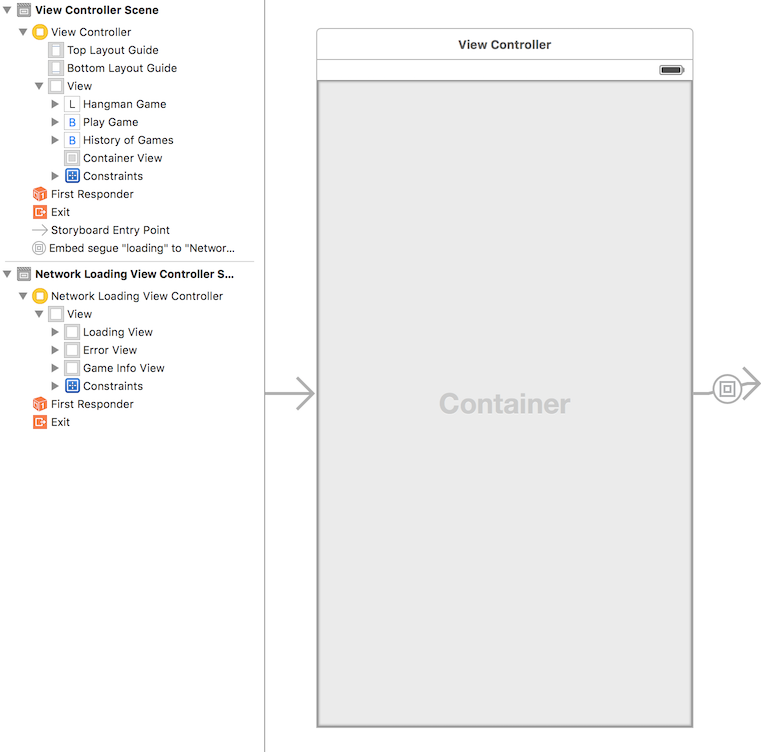 View Controller Scene
View Controller
Top Layout Guide
Bottom Layout Guide
View
L Hangman Game
B Play Game
B History of Games
Container View
Constraints
First Responder
Exit
Storyboard Entry Point
Embed segue "loading" to "Networ...
Network Loading View Controller S...
Network Loading View Controller
View
Loading View
Error View
Game Info View
Constraints
First Responder
Exit
View Controller
Container